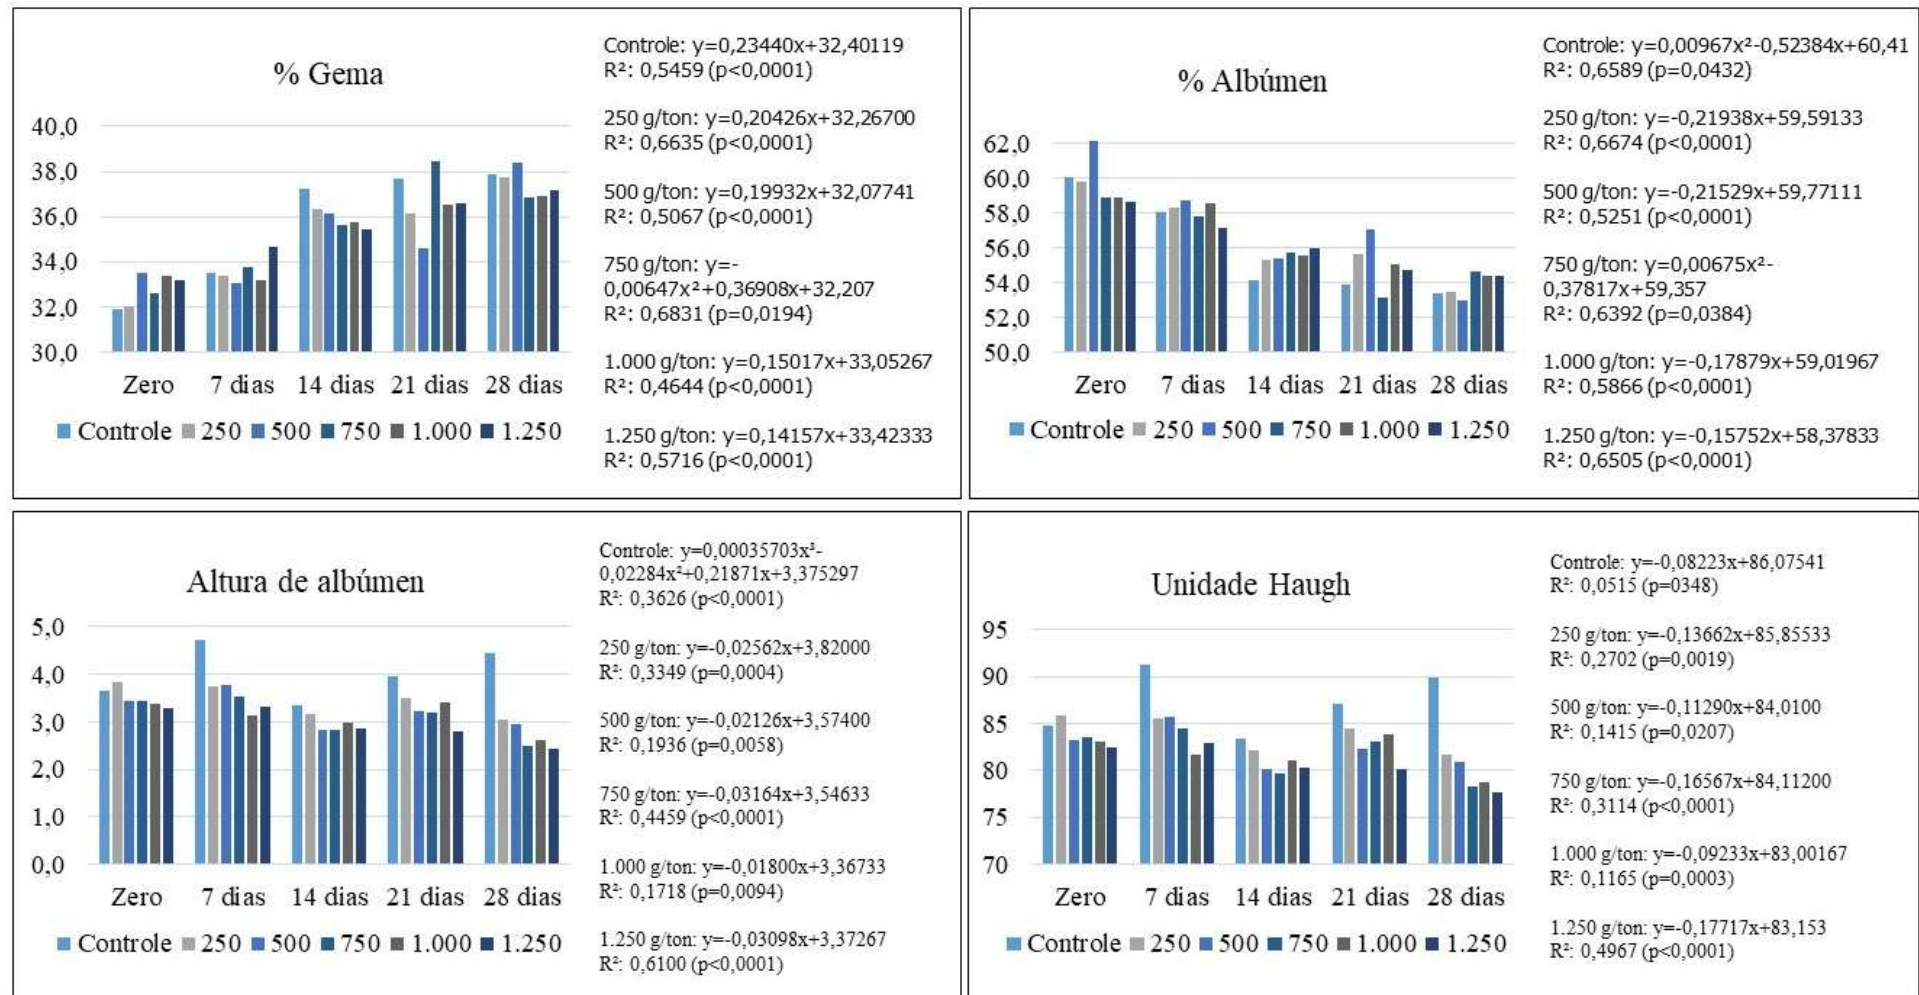 % Gema
40,0
38,0
36,0
34,0
32,0
30,0
Zero 7 dias 14 dias 21 dias 28 dias
Controle 250 500 750 1.000 1.250
Controle: y=0,23440x+32,40119
R²: 0,5459 (p<0,0001)
250 g/ton: y=0,20426x+32,26700
R²: 0,6635 (p<0,0001)
500 g/ton: y=0,19932x+32,07741
R²: 0,5067 (p<0,0001)
750 g/ton: y=-
0,00647x²+0,36908x+32,207
R²: 0,6831 (p=0,0194)
1.000 g/ton: y=0,15017x+33,05267
R²: 0,4644 (p<0,0001)
1.250 g/ton: y=0,14157x+33,42333
R²: 0,5716 (p<0,0001)
% Albúmen
62,0
60,0
58,0
56,0
54,0
52,0
50,0
Zero 7 dias 14 dias 21 dias 28 dias
Controle 250 500 750 1.000 1.250
Controle: y=0,00967x²-0,52384x+60,41
R²: 0,6589 (p=0,0432)
250 g/ton: y=-0,21938x+59,59133
R²: 0,6674 (p<0,0001)
500 g/ton: y=-0,21529x+59,77111
R²: 0,5251 (p<0,0001)
750 g/ton: y=0,00675x²-
0,37817x+59,357
R²: 0,6392 (p=0,0384)
1.000 g/ton: y=-0,17879x+59,01967
R²: 0,5866 (p<0,0001)
1.250 g/ton: y=-0,15752x+58,37833
R²: 0,6505 (p<0,0001)
Altura de albúmen
5,0
4,0
3,0
2,0
1,0
0,0
Zero 7 dias 14 dias 21 dias 28 dias
Controle 250 500 750 1.000 1.250
Controle: y=0,00035703x³-
0,02284x²+0,21871x+3,375297
R²: 0,3626 (p<0,0001)
250 g/ton: y=-0,02562x+3,82000
R²: 0,3349 (p=0,0004)
500 g/ton: y=-0,02126x+3,57400
R²: 0,1936 (p=0,0058)
750 g/ton: y=-0,03164x+3,54633
R²: 0,4459 (p<0,0001)
1.000 g/ton: y=-0,01800x+3,36733
R²: 0,1718 (p=0,0094)
1.250 g/ton: y=-0,03098x+3,37267
R²: 0,6100 (p<0,0001)
Unidade Haugh
95
90
85
80
75
70
Zero 7 dias 14 dias 21 dias 28 dias
Controle 250 500 750 1.000 1.250
Controle: y=-0,08223x+86,07541
R²: 0,0515 (p=0348)
250 g/ton: y=-0,13662x+85,85533
R²: 0,2702 (p=0,0019)
500 g/ton: y=-0,11290x+84,0100
R²: 0,1415 (p=0,0207)
750 g/ton: y=-0,16567x+84,11200
R²: 0,3114 (p<0,0001)
1.000 g/ton: y=-0,09233x+83,00167
R²: 0,1165 (p=0,0003)
1.250 g/ton: y=-0,17717x+83,153
R²: 0,4967 (p<0,0001)